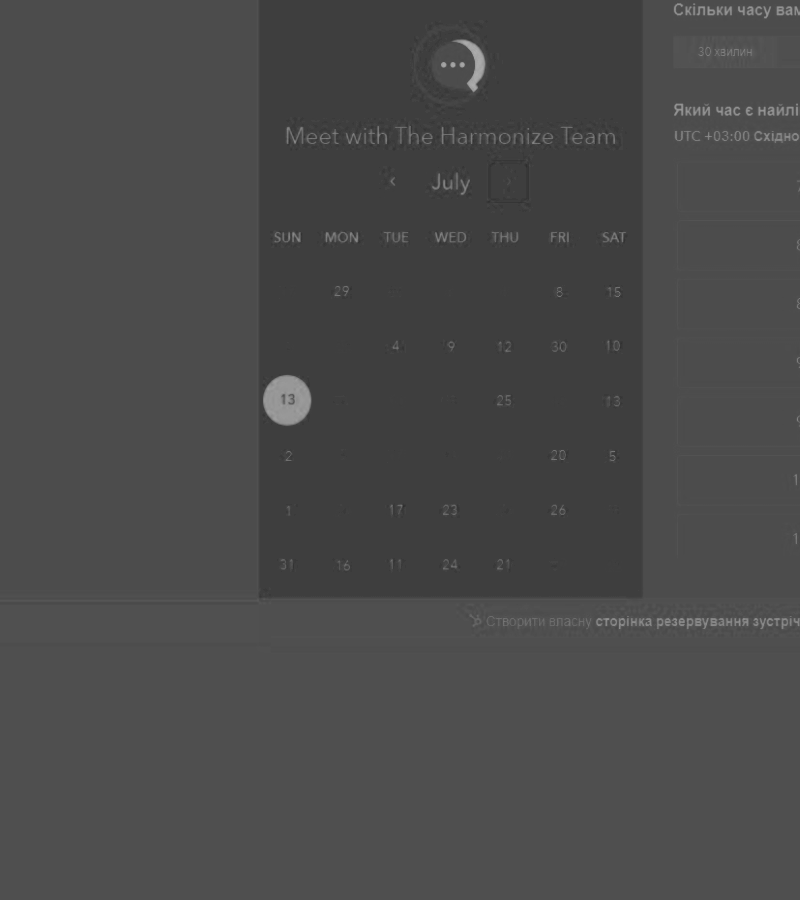 Скільки часу вам
30 хвилин
Meet with The Harmonize Team
Який час є найлі
UTC +03:00 Східно
‹ July ›
SUN MON TUE WED THU FRI SAT
29 8 15
4 9 12 30 10
13 25 13
2 20 5
1 17 23 26
31 16 11 24 21
Створити власну сторінка резервування зустріч